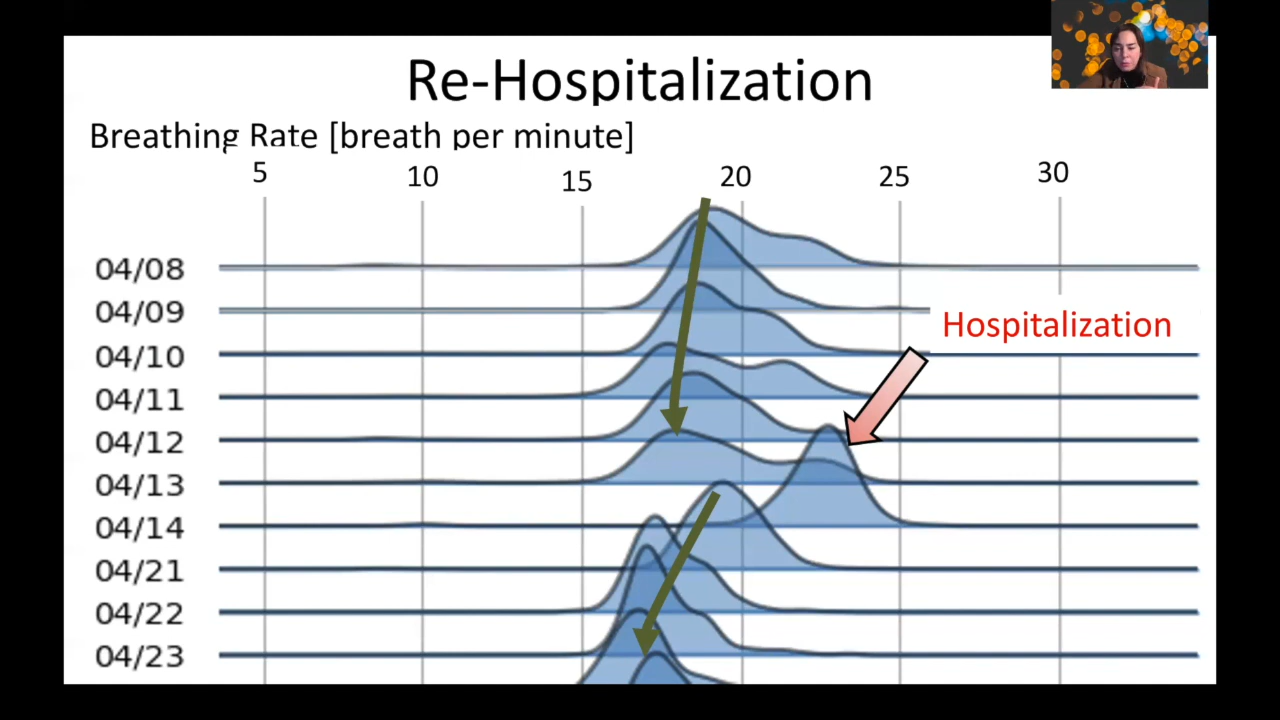 Re-Hospitalization
Breathing Rate [breath per minute]
5 10 15 20 25 30
04/08
04/09
Hospitalization
04/10
04/11
04/12
04/13
04/14
04/21
04/22
04/23